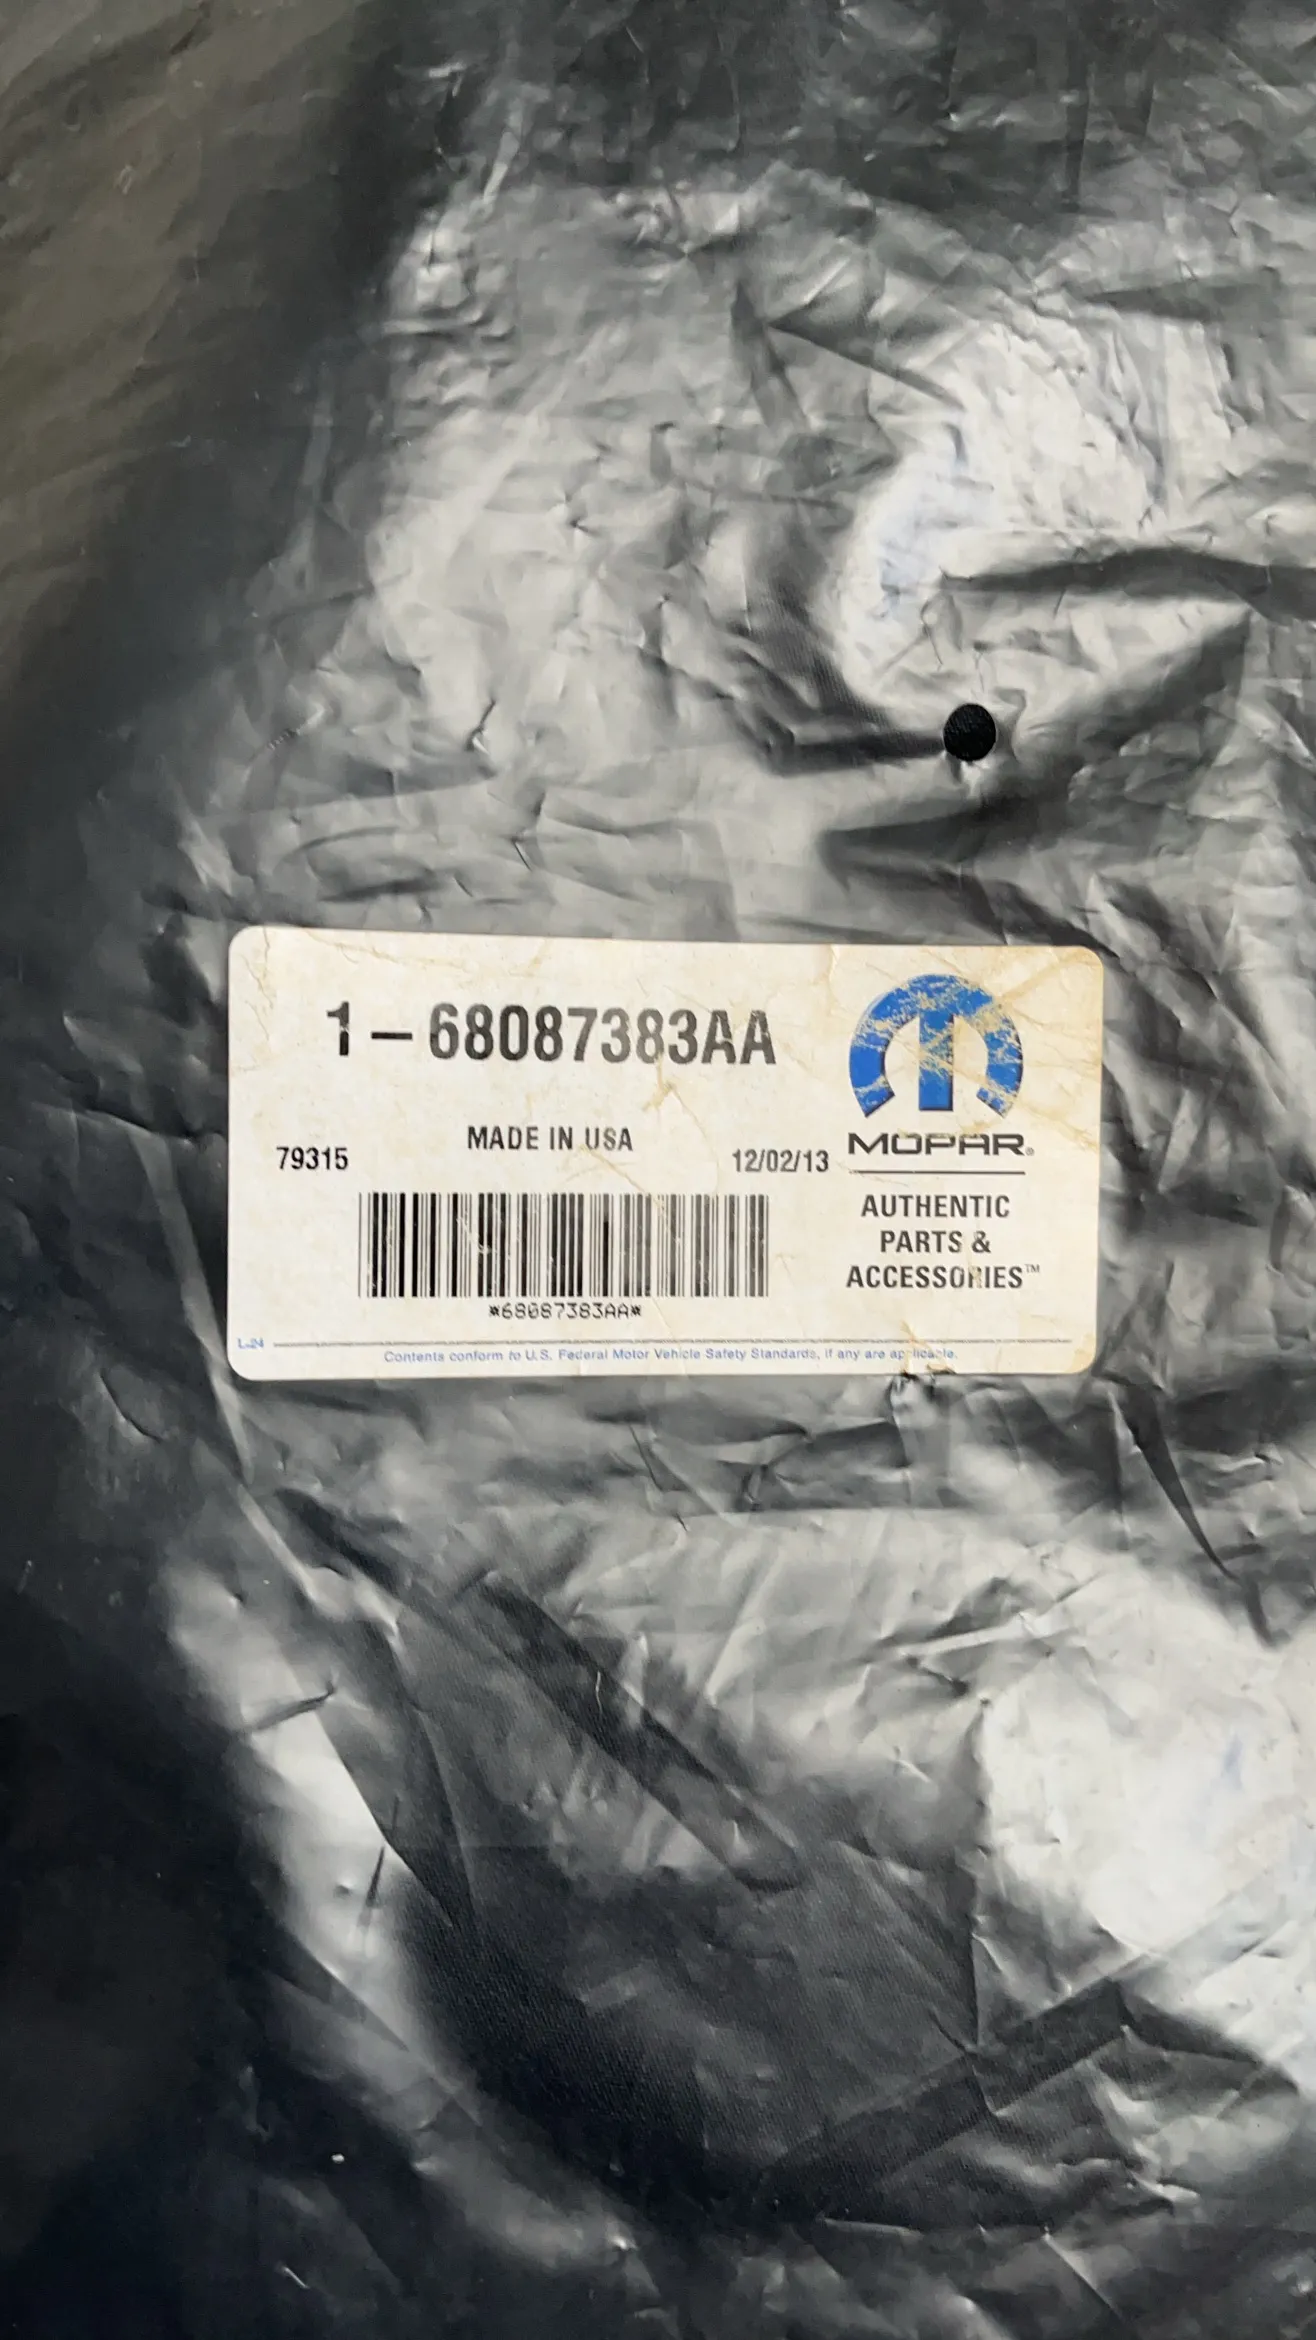 1-68087383AA
MADE IN USA
79315
12/02/13
*68087383AA*
MOPAR®
AUTHENTIC
PARTS &
ACCESSORIES™
L-24
Contents conform to U.S. Federal Motor Vehicle Safety Standards, if any are applicable.